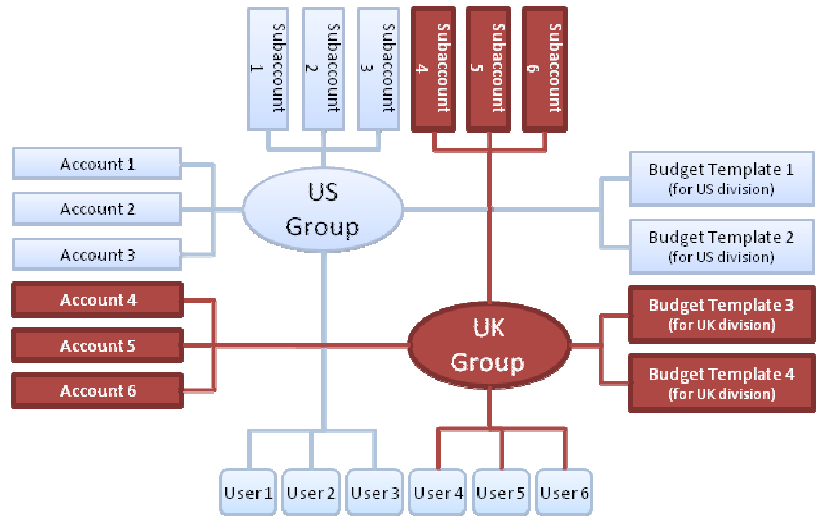 Subaccount
1
Subaccount
2
Subaccount
3
Subaccount
4
Subaccount
5
Subaccount
6
Account 1
Account 2
Account 3
US
Group
Budget Template 1
(for US division)
Budget Template 2
(for US division)
Account 4
Account 5
Account 6
UK
Group
Budget Template 3
(for UK division)
Budget Template 4
(for UK division)
User 1
User 2
User 3
User 4
User 5
User 6